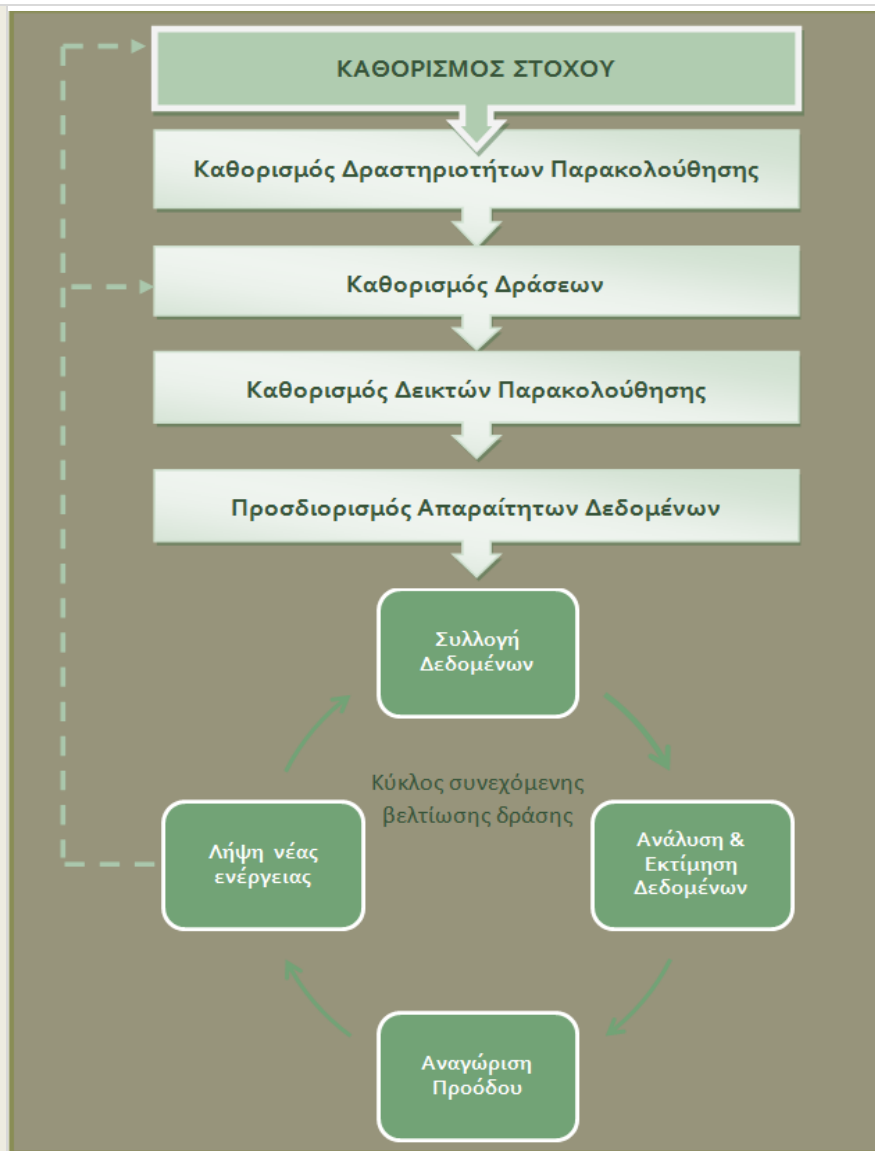 ΚΑΘΟΡΙΣΜΟΣ ΣΤΟΧΟΥ
Καθορισμός Δραστηριοτήτων Παρακολούθησης
Καθορισμός Δράσεων
Καθορισμός Δεικτών Παρακολούθησης
Προσδιορισμός Απαραίτητων Δεδομένων
Συλλογή
Δεδομένων
Κύκλος συνεχόμενης
βελτίωσης δράσης
Λήψη νέας
ενέργειας
Ανάλυση &
Εκτίμηση
Δεδομένων
Αναγώριση
Προόδου